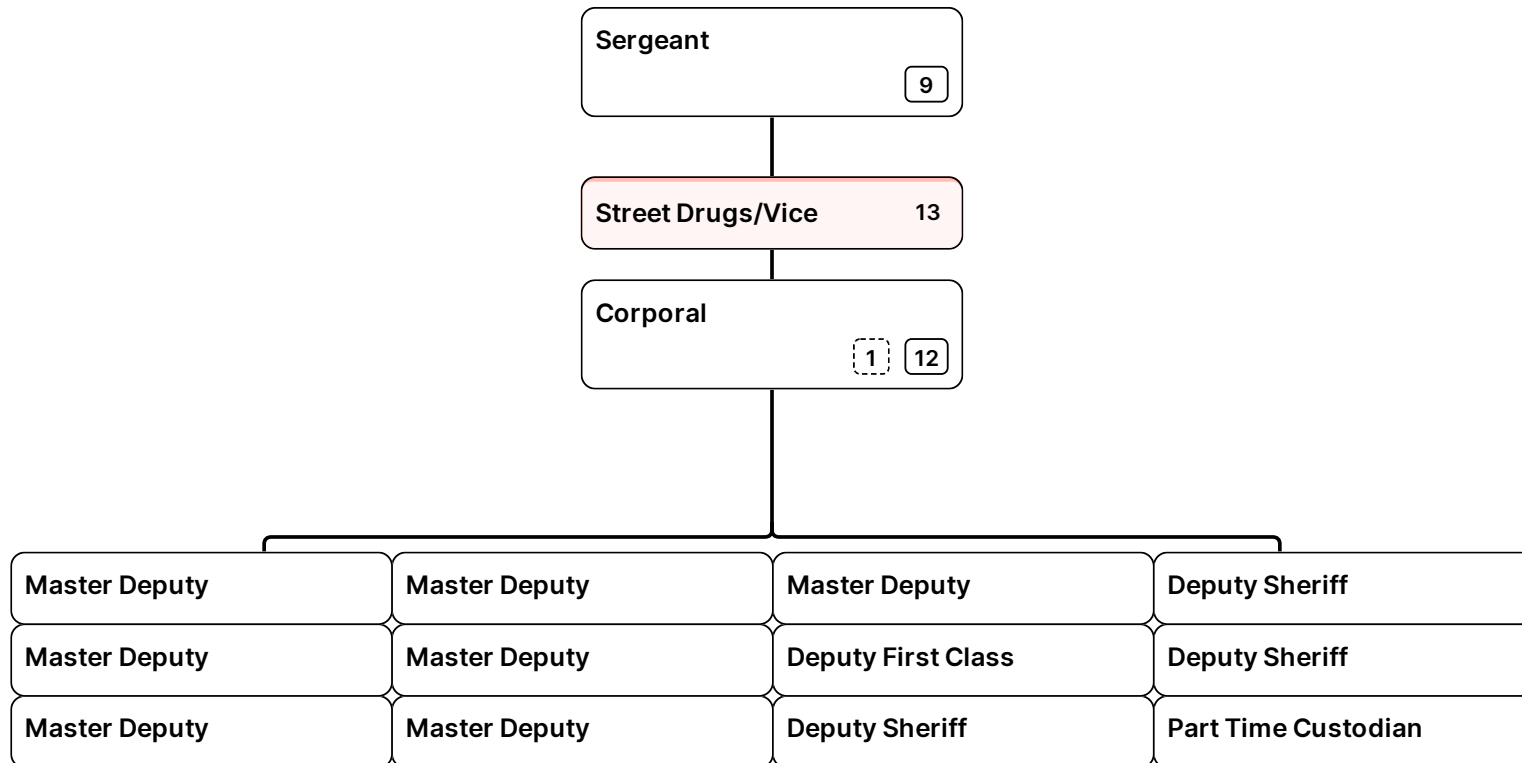 Sergeant
9
Street Drugs/Vice 13
Corporal
1 12
Master Deputy Master Deputy Master Deputy Deputy Sheriff
Master Deputy Master Deputy Deputy First Class Deputy Sheriff
Master Deputy Master Deputy Deputy Sheriff Part Time Custodian